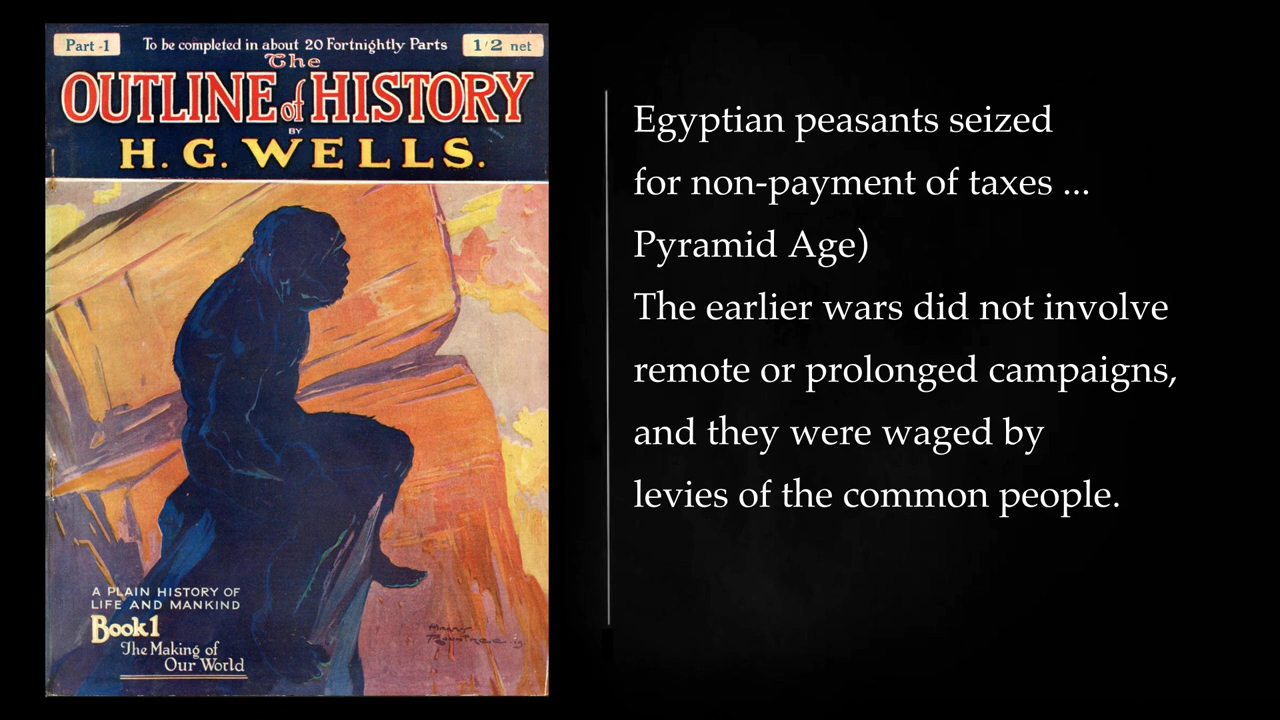 Part -1
To be completed in about 20 Fortnightly Parts
1/2 net
The
OUTLINE of HISTORY
BY
H. G. WELLS.
A PLAIN HISTORY OF
LIFE AND MANKIND
Book 1
The Making of
Our World
Egyptian peasants seized
for non-payment of taxes ...
Pyramid Age)
The earlier wars did not involve
remote or prolonged campaigns,
and they were waged by
levies of the common people.